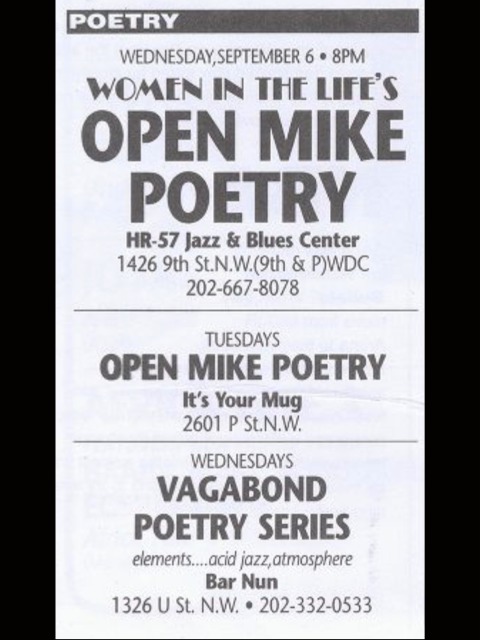 POETRY
WEDNESDAY,SEPTEMBER 6 • 8PM
WOMEN IN THE LIFE'S
OPEN MIKE
POETRY
HR-57 Jazz & Blues Center
1426 9th St.N.W.(9th & P)WDC
202-667-8078
TUESDAYS
OPEN MIKE POETRY
It's Your Mug
2601 P St.N.W.
WEDNESDAYS
VAGABOND
POETRY SERIES
elements....acid jazz,atmosphere
Bar Nun
1326 U St. N.W. • 202-332-0533